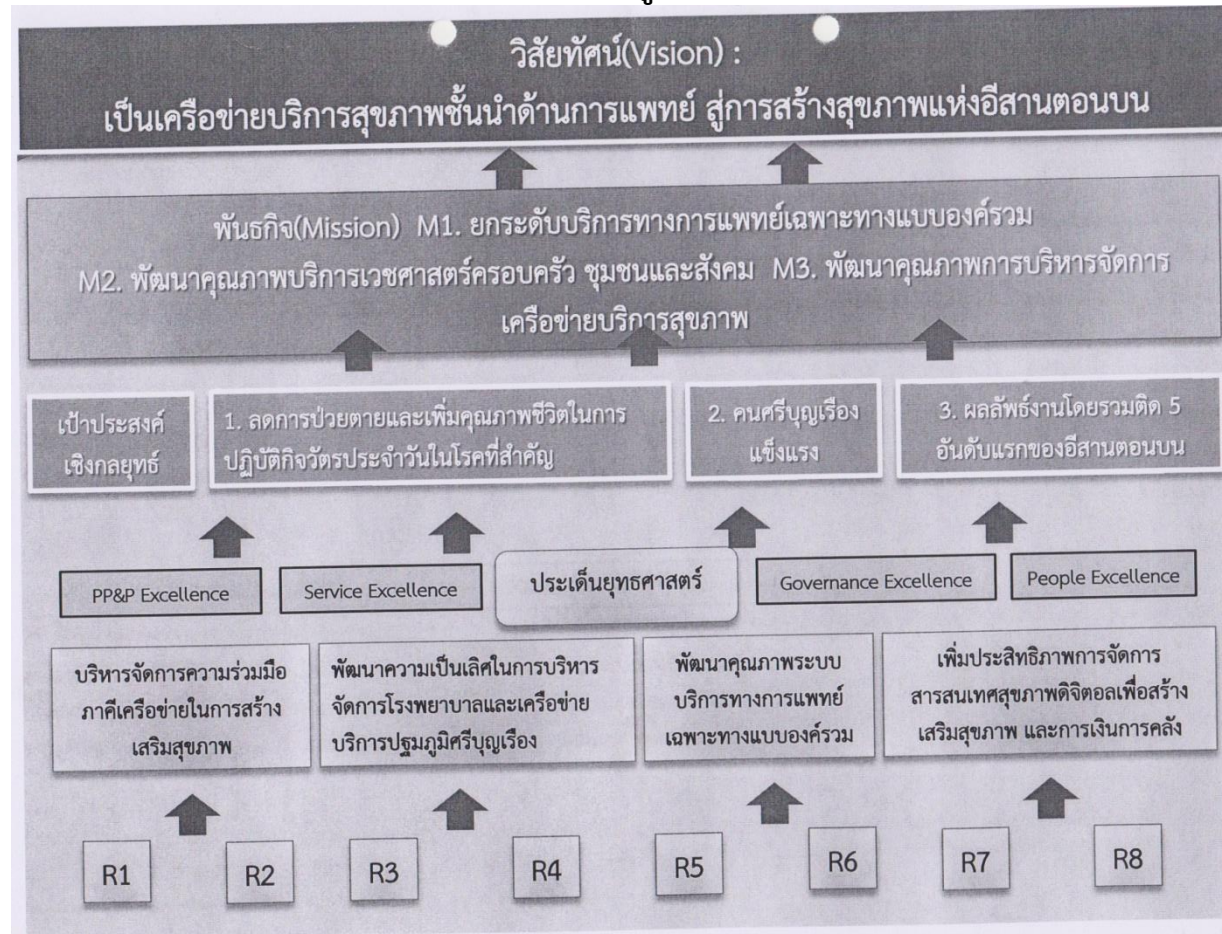 วิสัยทัศน์(Vision) :
เป็นเครือข่ายบริการสุขภาพชั้นนำด้านการแพทย์ สู่การสร้างสุขภาพแห่งอีสานตอนบน
พันธกิจ(Mission) M1. ยกระดับบริการทางการแพทย์เฉพาะทางแบบองค์รวม
M2. พัฒนาคุณภาพบริการเวชศาสตร์ครอบครัว ชุมชนและสังคม M3. พัฒนาคุณภาพการบริหารจัดการ
เครือข่ายบริการสุขภาพ
เป้าประสงค์
เชิงกลยุทธ์
1. ลดการป่วยตายและเพิ่มคุณภาพชีวิตในการ
ปฏิบัติกิจวัตรประจำวันในโรคที่สำคัญ
2. คนศรีบุญเรือง
แข็งแรง
3. ผลลัพธ์งานโดยรวมติด 5
อันดับแรกของอีสานตอนบน
PP&P Excellence
Service Excellence
ประเด็นยุทธศาสตร์
Governance Excellence
People Excellence
บริหารจัดการความร่วมมือ
ภาคีเครือข่ายในการสร้าง
เสริมสุขภาพ
พัฒนาความเป็นเลิศในการบริหาร
จัดการโรงพยาบาลและเครือข่าย
บริการปฐมภูมิศรีบุญเรือง
พัฒนาคุณภาพระบบ
บริการทางการแพทย์
เฉพาะทางแบบองค์รวม
เพิ่มประสิทธิภาพการจัดการ
สารสนเทศสุขภาพดิจิตอลเพื่อสร้าง
เสริมสุขภาพ และการเงินการคลัง
R1
R2
R3
R4
R5
R6
R7
R8